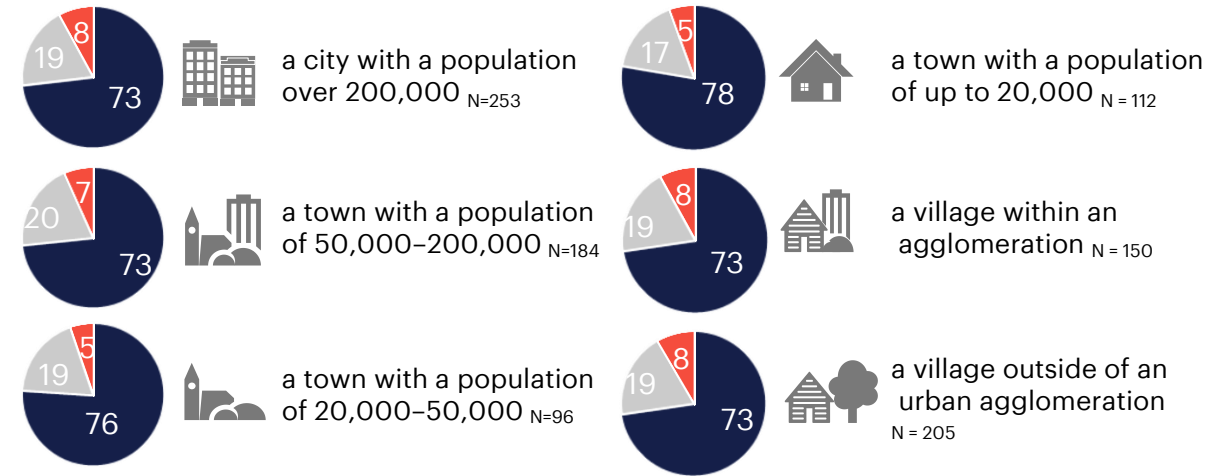 8
19
73
a city with a population
over 200,000 N=253
5
17
78
a town with a population
of up to 20,000 N = 112
7
20
73
a town with a population
of 50,000–200,000 N=184
8
19
73
a village within an
agglomeration N = 150
5
19
76
a town with a population
of 20,000–50,000 N=96
8
19
73
a village outside of an
urban agglomeration
N = 205